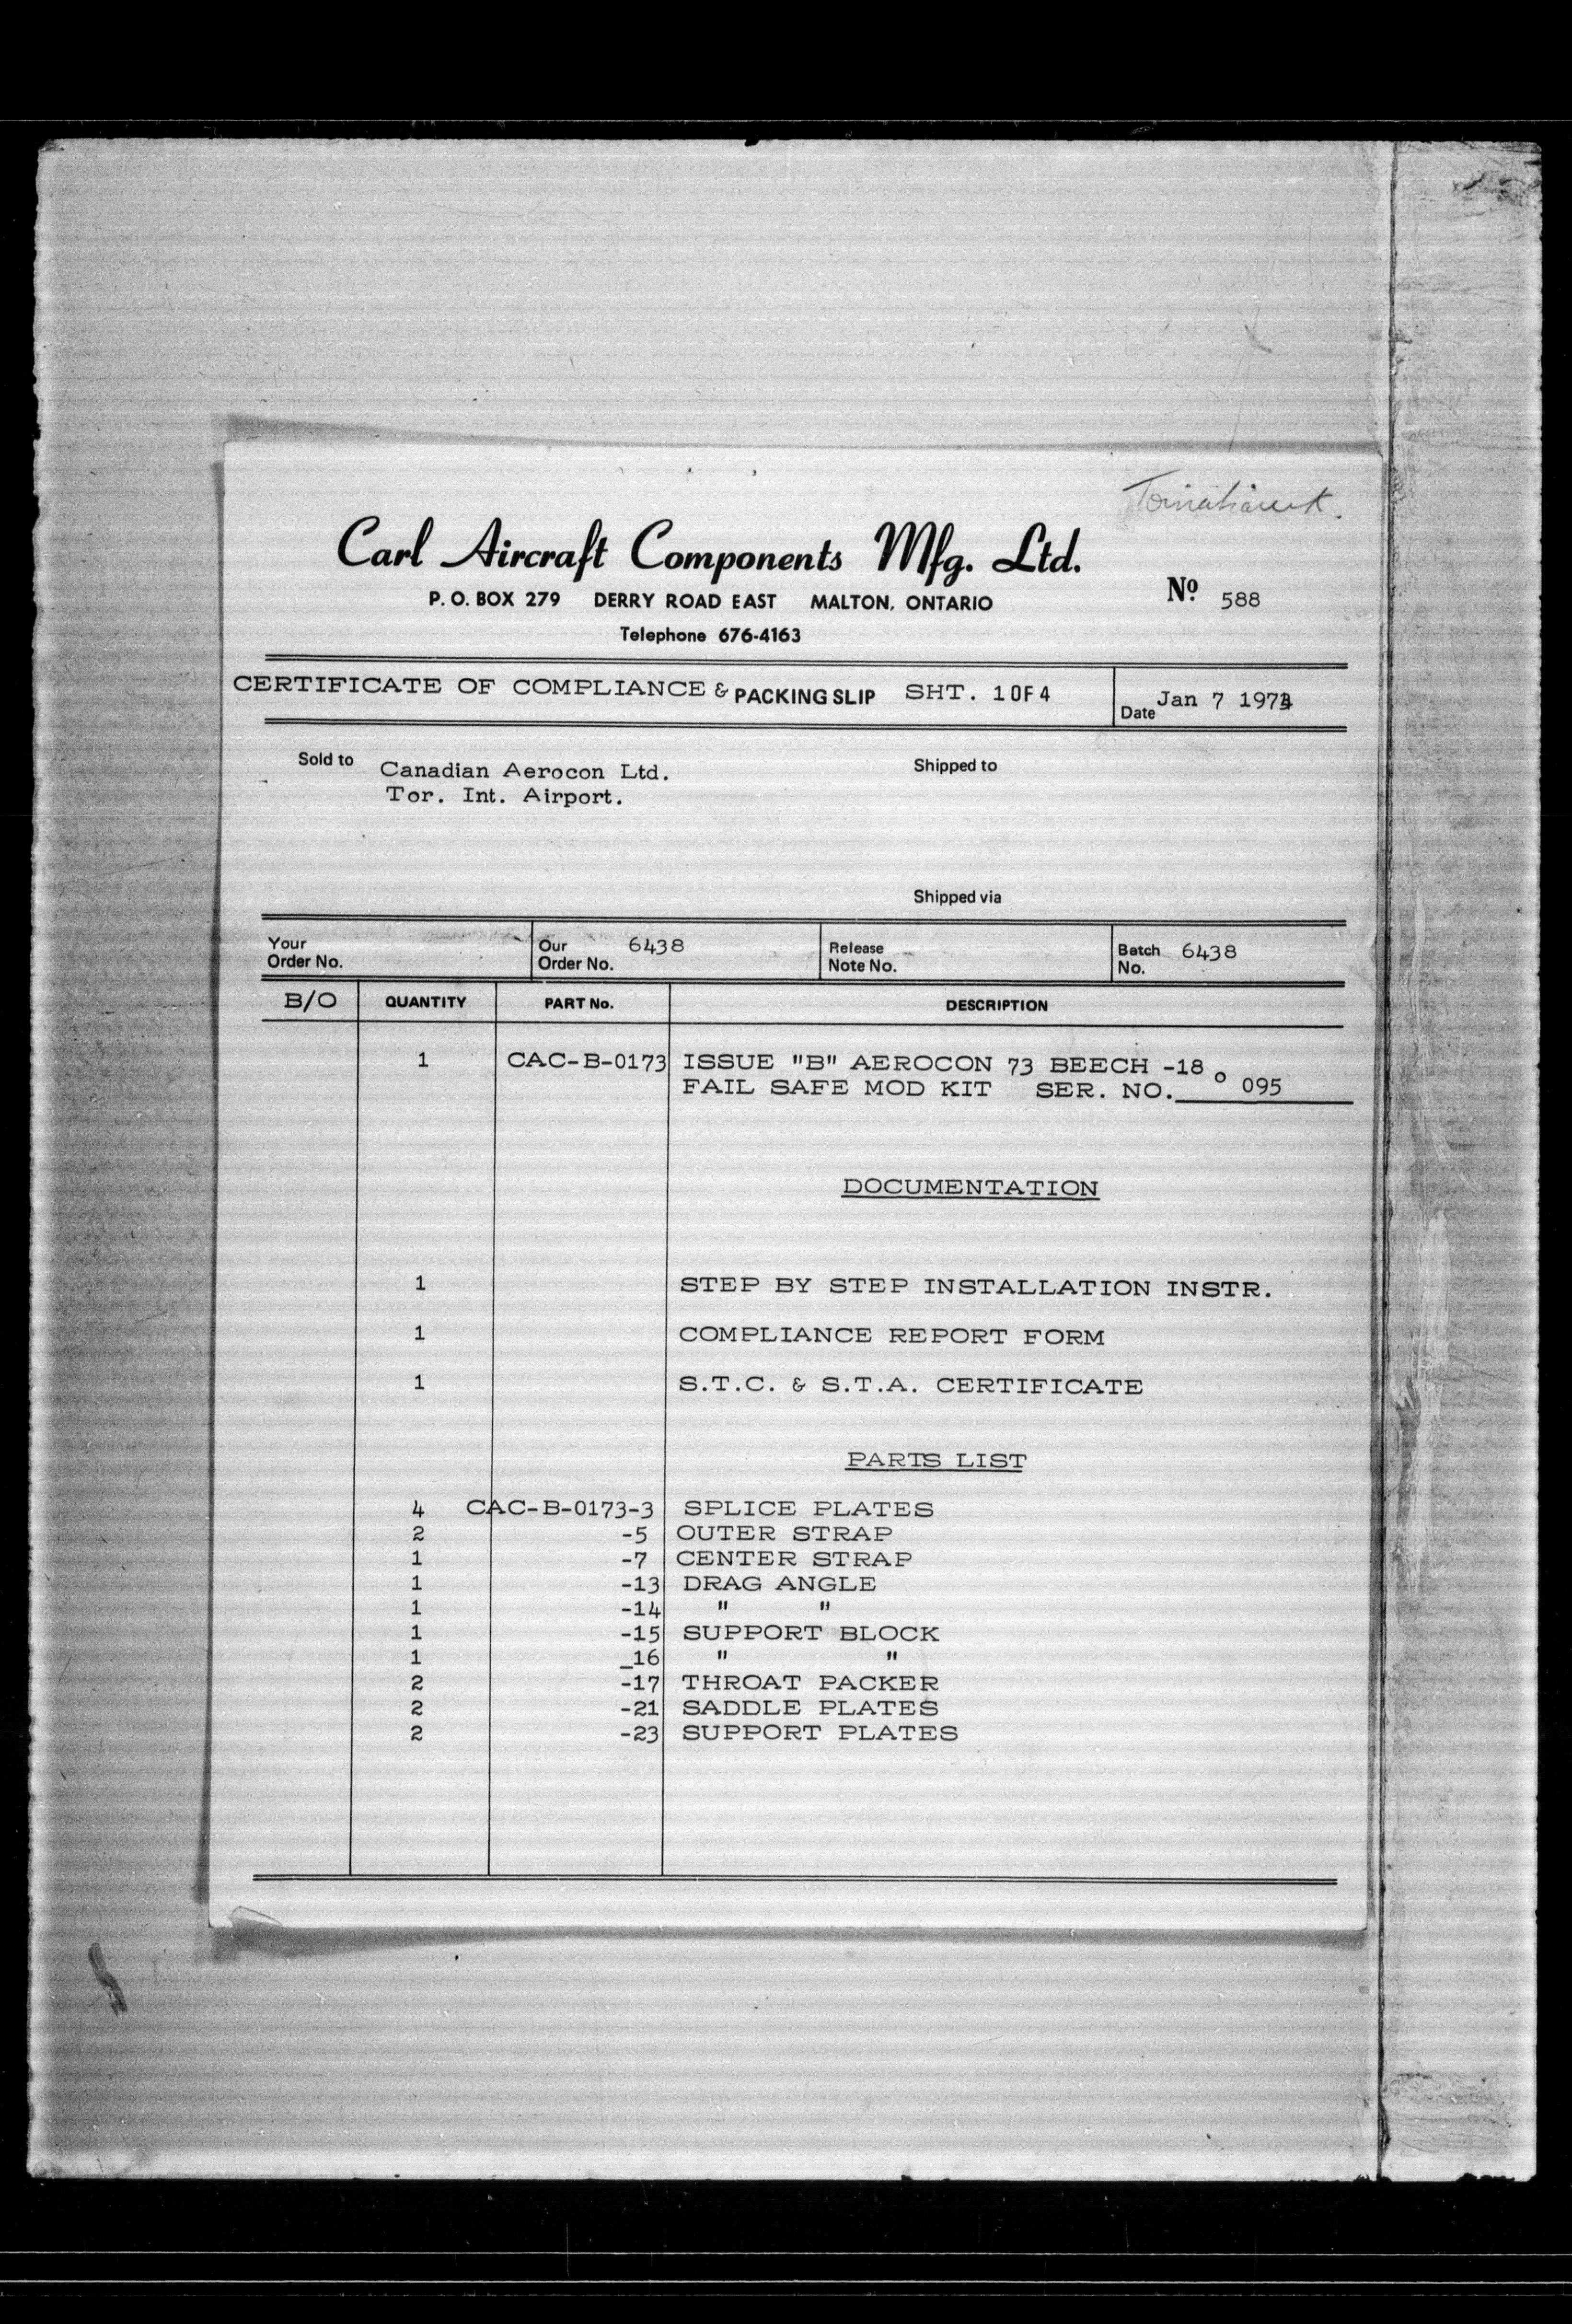 Tomahawk.
Carl Aircraft Components Mfg. Ltd.
P. O. BOX 279 DERRY ROAD EAST MALTON, ONTARIO
Nº 588
Telephone 676-4163
CERTIFICATE OF COMPLIANCE & PACKING SLIP SHT. 1 OF 4
Date Jan 7 197
Sold to Canadian Aerocon Ltd.
Tor. Int. Airport.
Shipped to
Shipped via
Your Order No.
Our Order No. 6438
Release Note No.
Batch No. 6438
B/O QUANTITY PART No. DESCRIPTION
1 CAC-B-0173 ISSUE "B" AEROCON 73 BEECH -18
FAIL SAFE MOD KIT SER. NO. 095
DOCUMENTATION
1 STEP BY STEP INSTALLATION INSTR.
1 COMPLIANCE REPORT FORM
1 S.T.C. & S.T.A. CERTIFICATE
PARTS LIST
4 CAC-B-0173-3 SPLICE PLATES
2 -5 OUTER STRAP
1 -7 CENTER STRAP
1 -13 DRAG ANGLE
1 -14 " "
1 -15 SUPPORT BLOCK
1 _16 " "
2 -17 THROAT PACKER
2 -21 SADDLE PLATES
2 -23 SUPPORT PLATES